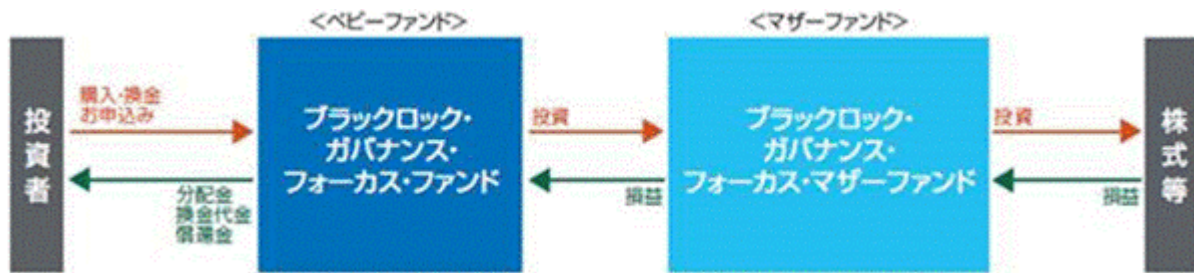 <ベビーファンド>
<マザーファンド>
投資者
購入・換金
お申込み
分配金
換金代金
償還金
ブラックロック・
ガバナンス・
フォーカス・ファンド
投資
損益
ブラックロック・
ガバナンス・
フォーカス・マザーファンド
投資
損益
株式等